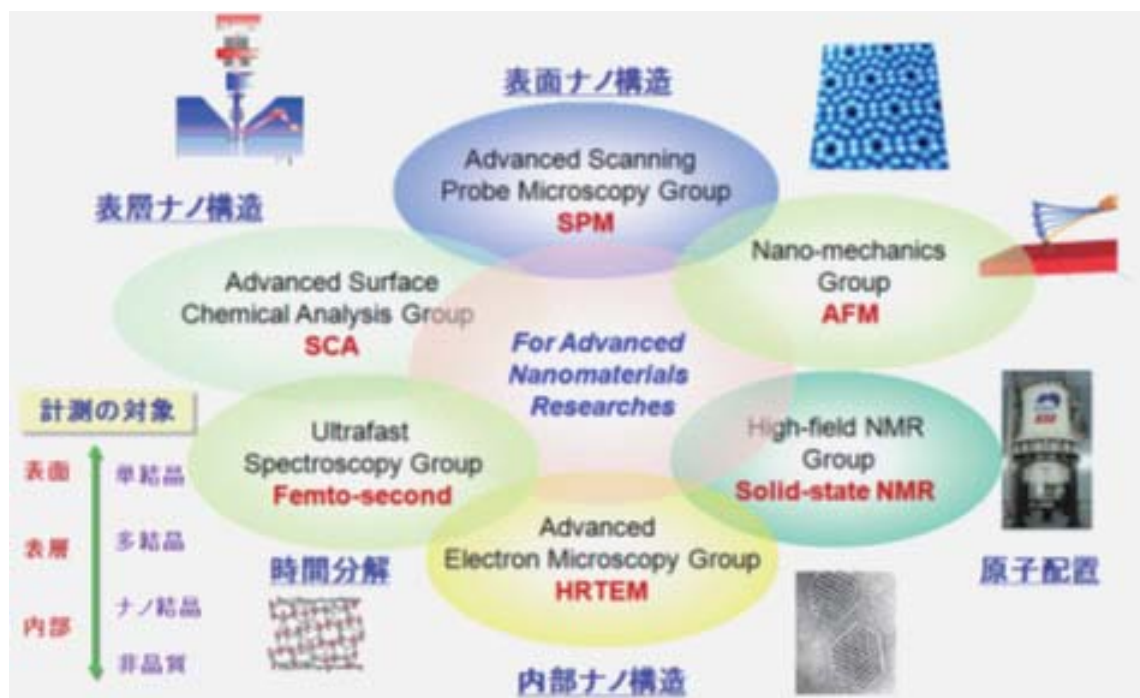 表面ナノ構造
Advanced Scanning
Probe Microscopy Group
SPM
表層ナノ構造
Nano-mechanics
Group
AFM
Advanced Surface
Chemical Analysis Group
SCA
For Advanced
Nanomaterials
Researches
計測の対象
表面
単結晶
表層
多結晶
内部
ナノ結晶
非晶質
Ultrafast
Spectroscopy Group
Femto-second
High-field NMR
Group
Solid-state NMR
時間分解
Advanced
Electron Microscopy Group
HRTEM
原子配置
内部ナノ構造